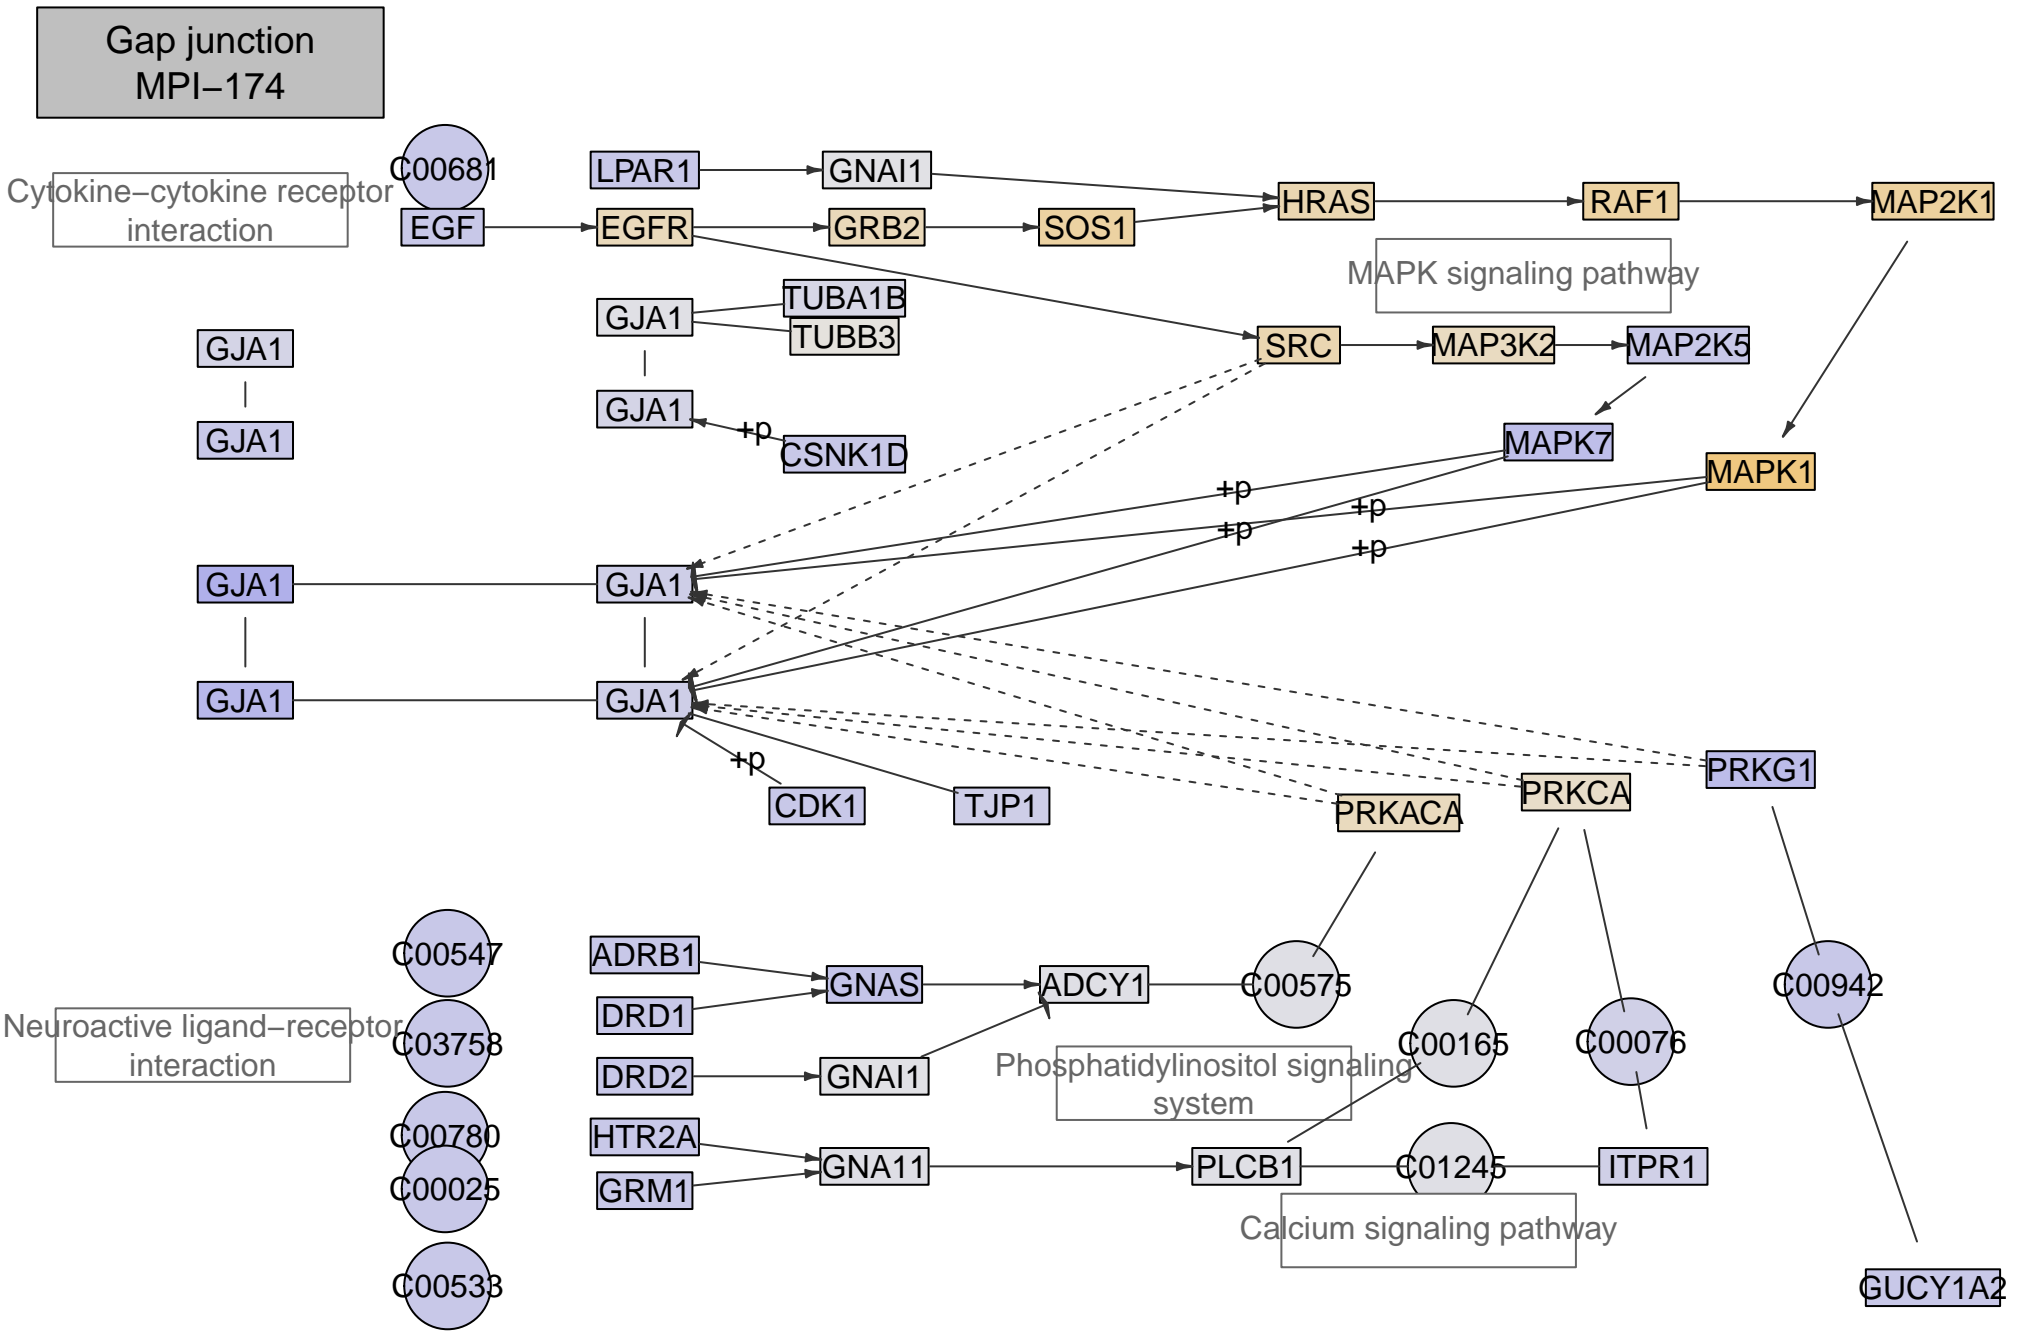 Gap junction
MPI−174
C00681
LPAR1
GNAI1
Cytokine−cytokine receptor
interaction
EGF
EGFR
GRB2
SOS1
HRAS
RAF1
MAP2K1
MAPK signaling pathway
GJA1
TUBA1B
TUBB3
GJA1
SRC
MAP3K2
MAP2K5
GJA1
GJA1
+p
CSNK1D
MAPK7
MAPK1
+p
+p
+p
+p
GJA1
GJA1
GJA1
GJA1
+p
CDK1
TJP1
PRKACA
PRKCA
PRKG1
C00547
ADRB1
GNAS
ADCY1
C00575
C00942
DRD1
Neuroactive ligand−receptor
interaction
C03758
C00165
C00076
DRD2
GNAI1
Phosphatidylinositol signaling
system
C00780
HTR2A
GNA11
PLCB1
C01245
ITPR1
C00025
GRM1
Calcium signaling pathway
C00533
GUCY1A2